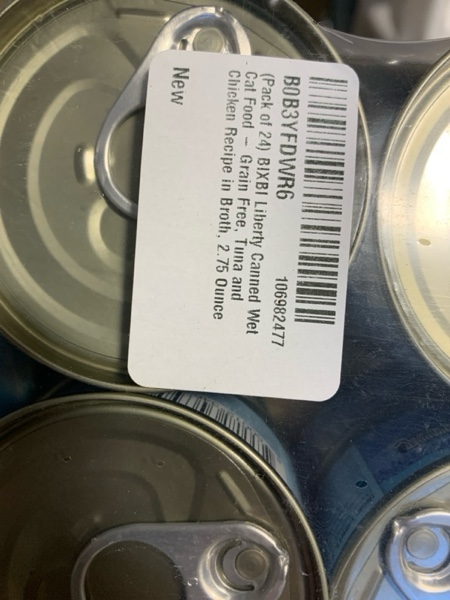 B0B3YFDWR6
106982477
(Pack of 24) BIXBI Liberty Canned Wet
Cat Food – Grain Free, Tuna and
Chicken Recipe in Broth, 2.75 Ounce
New